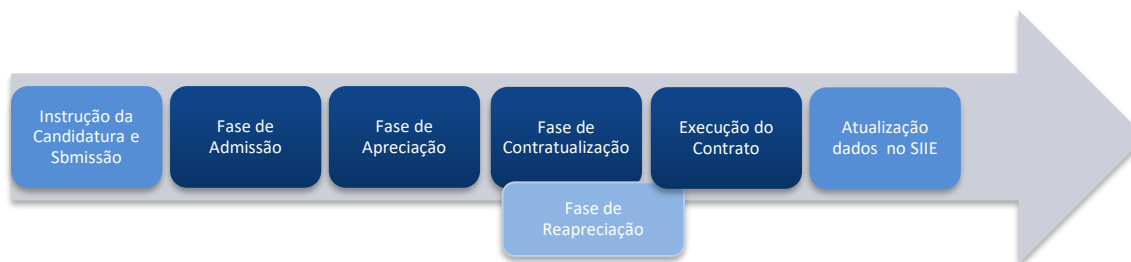 Instrução da
Candidatura e
Sbmissão
Fase de
Admissão
Fase de
Apreciação
Fase de
Contratualização
Execução do
Contrato
Atualização
dados no SIIE
Fase de
Reapreciação